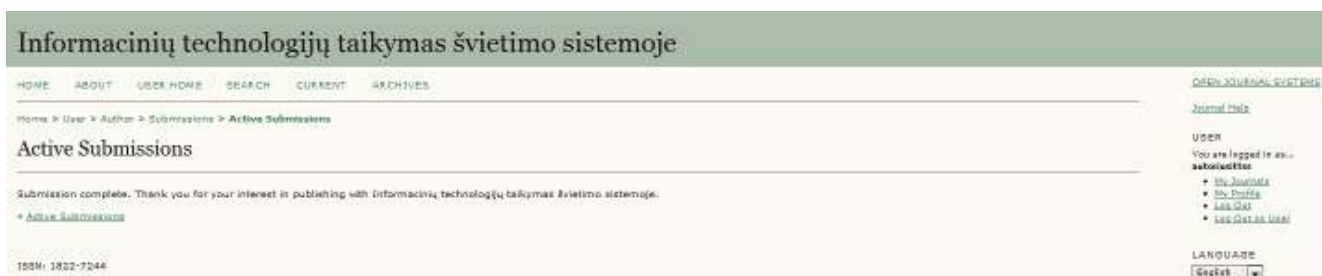 Informacinių technologijų taikymas švietimo sistemoje
HOME ABOUT USER HOME SEARCH CURRENT ARCHIVES
Home > User > Author > Submissions > Active Submissions
Active Submissions
Submission complete. Thank you for your interest in publishing with Informacinių technologijų taikymas švietimo sistemoje.
Active Submissions
ISSN: 1822-7244
OPEN JOURNAL SYSTEMS
Journal Help
USER
You are logged in as...
My Journals
My Profile
Log Out
Log Out as User
LANGUAGE
English